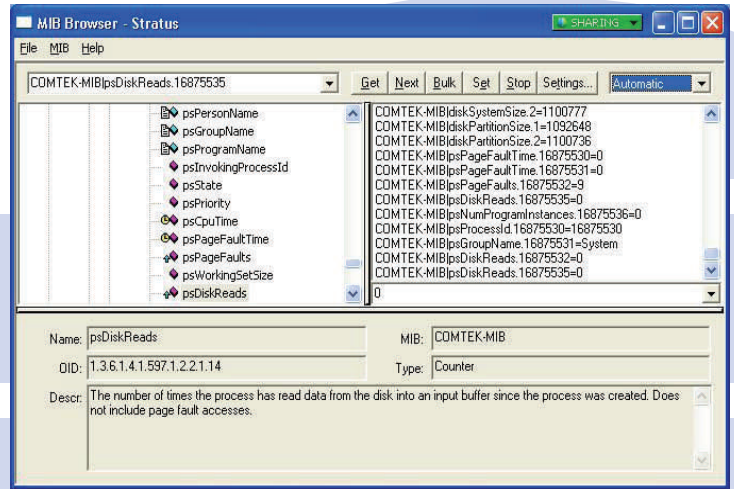 MIB Browser - Stratus
SHARING
File MIB Help
COMTEK-MIB|psDiskReads.16875535
Get Next Bulk Set Stop Settings... Automatic
psPersonName
psGroupName
psProgramName
psInvokingProcessId
psState
psPriority
psCpuTime
psPageFaultTime
psPageFaults
psWorkingSetSize
psDiskReads
COMTEK-MIB|diskSystemSize.2=1100777
COMTEK-MIB|diskPartitionSize.1=1092648
COMTEK-MIB|diskPartitionSize.2=1100736
COMTEK-MIB|psPageFaultTime.16875530=0
COMTEK-MIB|psPageFaultTime.16875531=0
COMTEK-MIB|psPageFaults.16875532=9
COMTEK-MIB|psDiskReads.16875535=0
COMTEK-MIB|psNumProgramInstances.16875536=0
COMTEK-MIB|psProcessId.16875530=16875530
COMTEK-MIB|psGroupName.16875531=System
COMTEK-MIB|psDiskReads.16875532=0
COMTEK-MIB|psDiskReads.16875535=0
0
Name: psDiskReads
MIB: COMTEK-MIB
OID: 1.3.6.1.4.1.597.1.2.2.1.14
Type: Counter
Descr: The number of times the process has read data from the disk into an input buffer since the process was created. Does
not include page fault accesses.